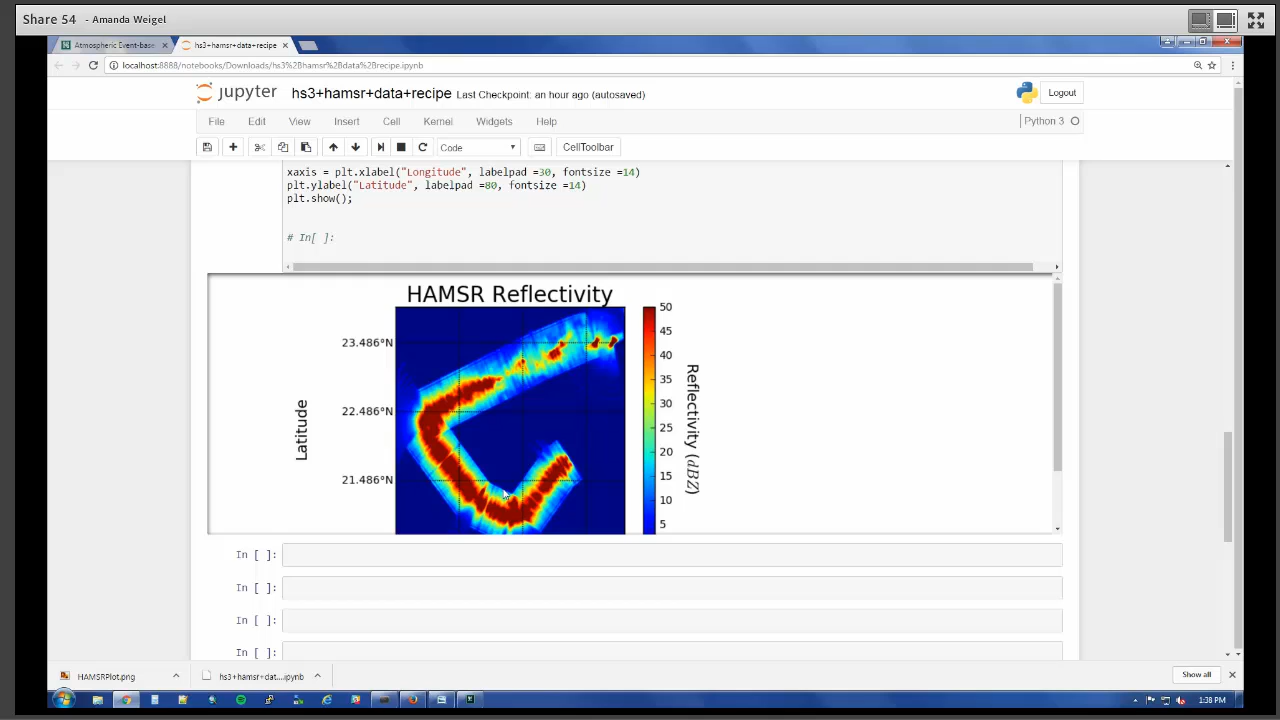 Share 54 - Amanda Weigel
Atmospheric Event-base
hs3+hamsr+data+recipe
localhost:8888/notebooks/Downloads/hs3%2Bhamsr%2Bdata%2Brecipe.ipynb
jupyter hs3+hamsr+data+recipe Last Checkpoint: an hour ago (autosaved)
Logout
File Edit View Insert Cell Kernel Widgets Help
Python 3
Code
CellToolbar
xaxis = plt.xlabel("Longitude", labelpad =30, fontsize =14)
plt.ylabel("Latitude", labelpad =80, fontsize =14)
plt.show();
# In[ ]:
HAMSR Reflectivity
23.486°N
22.486°N
21.486°N
Latitude
50
45
40
35
30
25
20
15
10
5
Reflectivity (dBZ)
In [ ]:
In [ ]:
In [ ]:
In [ ]:
HAMSRPlot.png
hs3+hamsr+dat....ipynb
Show all
1:38 PM